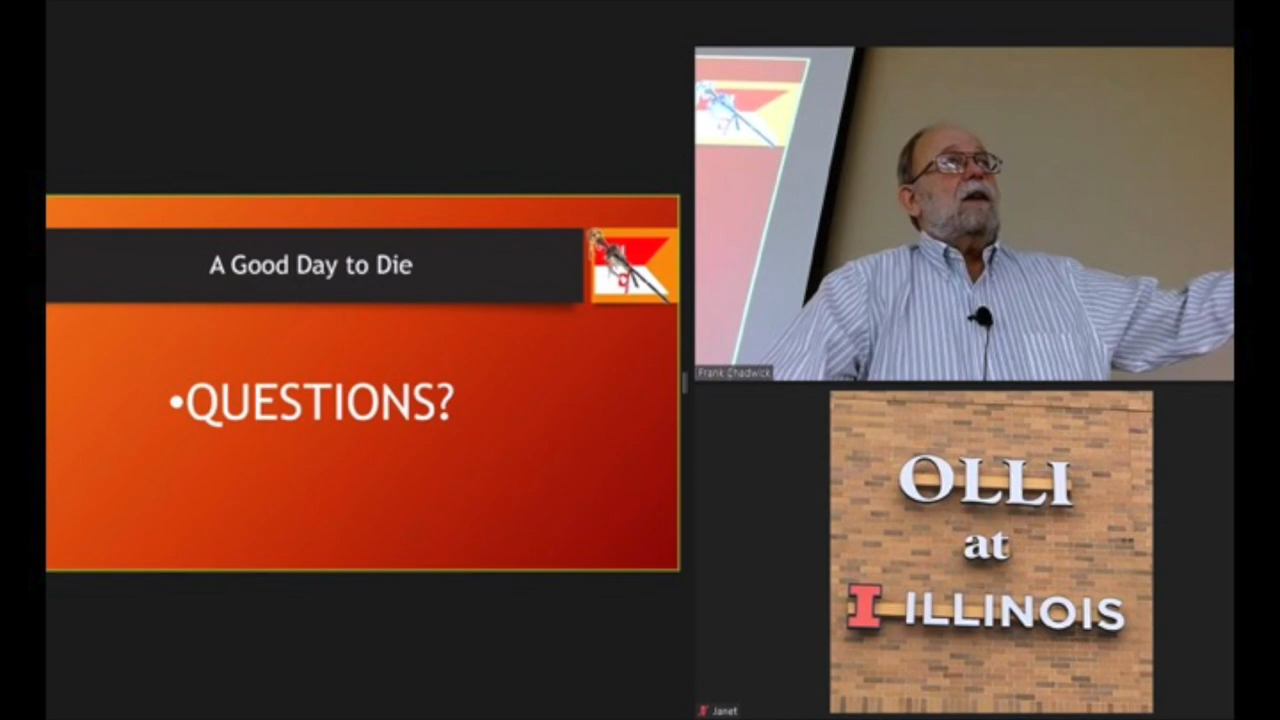 A Good Day to Die
•QUESTIONS?
Frank Chadwick
OLLI
at
I ILLINOIS
Janet